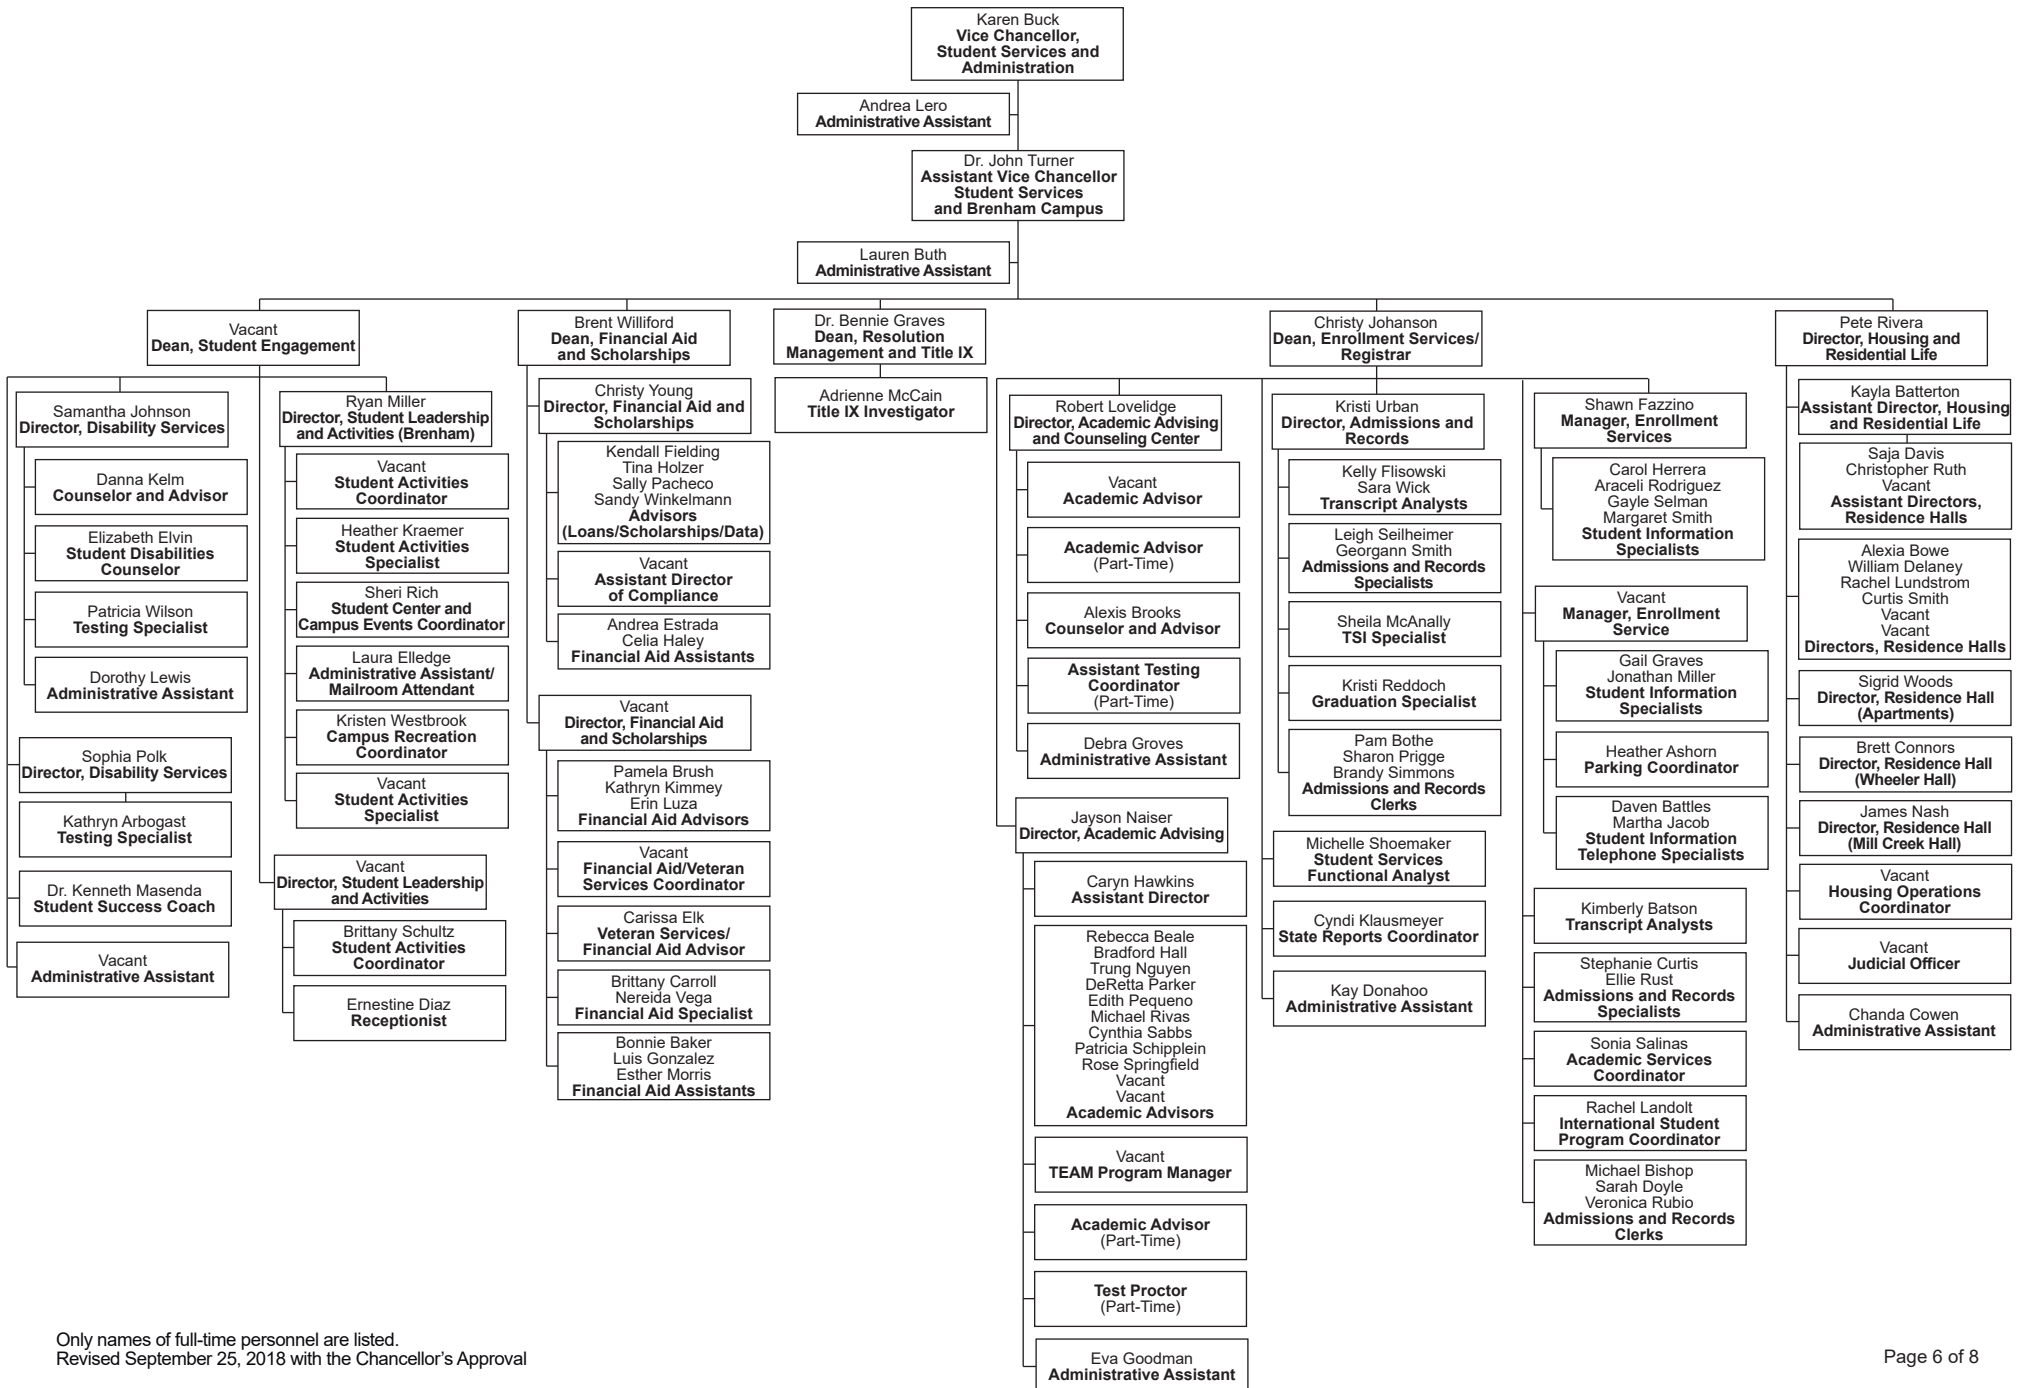 Karen Buck
Vice Chancellor,
Student Services and
Administration
Andrea Lero
Administrative Assistant
Dr. John Turner
Assistant Vice Chancellor
Student Services
and Brenham Campus
Lauren Buth
Administrative Assistant
Vacant
Dean, Student Engagement
Samantha Johnson
Director, Disability Services
Danna Kelm
Counselor and Advisor
Elizabeth Elvin
Student Disabilities
Counselor
Patricia Wilson
Testing Specialist
Dorothy Lewis
Administrative Assistant
Sophia Polk
Director, Disability Services
Kathryn Arbogast
Testing Specialist
Dr. Kenneth Masenda
Student Success Coach
Vacant
Administrative Assistant
Ryan Miller
Director, Student Leadership
and Activities (Brenham)
Vacant
Student Activities
Coordinator
Heather Kraemer
Student Activities
Specialist
Sheri Rich
Student Center and
Campus Events Coordinator
Laura Elledge
Administrative Assistant/
Mailroom Attendant
Kristen Westbrook
Campus Recreation
Coordinator
Vacant
Student Activities
Specialist
Vacant
Director, Student Leadership
and Activities
Brittany Schultz
Student Activities
Coordinator
Ernestine Diaz
Receptionist
Brent Williford
Dean, Financial Aid
and Scholarships
Christy Young
Director, Financial Aid and
Scholarships
Kendall Fielding
Tina Holzer
Sally Pacheco
Sandy Winkelmann
Advisors
(Loans/Scholarships/Data)
Vacant
Assistant Director
of Compliance
Andrea Estrada
Celia Haley
Financial Aid Assistants
Vacant
Director, Financial Aid
and Scholarships
Pamela Brush
Kathryn Kimmey
Erin Luza
Financial Aid Advisors
Vacant
Financial Aid/Veteran
Services Coordinator
Carissa Elk
Veteran Services/
Financial Aid Advisor
Brittany Carroll
Nereida Vega
Financial Aid Specialist
Bonnie Baker
Luis Gonzalez
Esther Morris
Financial Aid Assistants
Dr. Bennie Graves
Dean, Resolution
Management and Title IX
Adrienne McCain
Title IX Investigator
Christy Johanson
Dean, Enrollment Services/
Registrar
Robert Lovelidge
Director, Academic Advising
and Counseling Center
Vacant
Academic Advisor
Academic Advisor
(Part-Time)
Alexis Brooks
Counselor and Advisor
Assistant Testing
Coordinator
(Part-Time)
Debra Groves
Administrative Assistant
Jayson Naiser
Director, Academic Advising
Caryn Hawkins
Assistant Director
Rebecca Beale
Bradford Hall
Trung Nguyen
DeRetta Parker
Edith Pequeno
Michael Rivas
Cynthia Sabbs
Patricia Schipplein
Rose Springfield
Vacant
Vacant
Academic Advisors
Vacant
TEAM Program Manager
Academic Advisor
(Part-Time)
Test Proctor
(Part-Time)
Eva Goodman
Administrative Assistant
Kristi Urban
Director, Admissions and
Records
Kelly Flisowski
Sara Wick
Transcript Analysts
Leigh Seilheimer
Georgann Smith
Admissions and Records
Specialists
Sheila McAnally
TSI Specialist
Kristi Reddoch
Graduation Specialist
Pam Bothe
Sharon Prigge
Brandy Simmons
Admissions and Records
Clerks
Michelle Shoemaker
Student Services
Functional Analyst
Cyndi Klausmeyer
State Reports Coordinator
Kay Donahoo
Administrative Assistant
Shawn Fazzino
Manager, Enrollment
Services
Carol Herrera
Araceli Rodriguez
Gayle Selman
Margaret Smith
Student Information
Specialists
Vacant
Manager, Enrollment
Service
Gail Graves
Jonathan Miller
Student Information
Specialists
Heather Ashorn
Parking Coordinator
Daven Battles
Martha Jacob
Student Information
Telephone Specialists
Kimberly Batson
Transcript Analysts
Stephanie Curtis
Ellie Rust
Admissions and Records
Specialists
Sonia Salinas
Academic Services
Coordinator
Rachel Landolt
International Student
Program Coordinator
Michael Bishop
Sarah Doyle
Veronica Rubio
Admissions and Records
Clerks
Pete Rivera
Director, Housing and
Residential Life
Kayla Batterton
Assistant Director, Housing
and Residential Life
Saja Davis
Christopher Ruth
Vacant
Assistant Directors,
Residence Halls
Alexia Bowe
William Delaney
Rachel Lundstrom
Curtis Smith
Vacant
Vacant
Directors, Residence Halls
Sigrid Woods
Director, Residence Hall
(Apartments)
Brett Connors
Director, Residence Hall
(Wheeler Hall)
James Nash
Director, Residence Hall
(Mill Creek Hall)
Vacant
Housing Operations
Coordinator
Vacant
Judicial Officer
Chanda Cowen
Administrative Assistant
Only names of full-time personnel are listed.
Revised September 25, 2018 with the Chancellor's Approval
Page 6 of 8